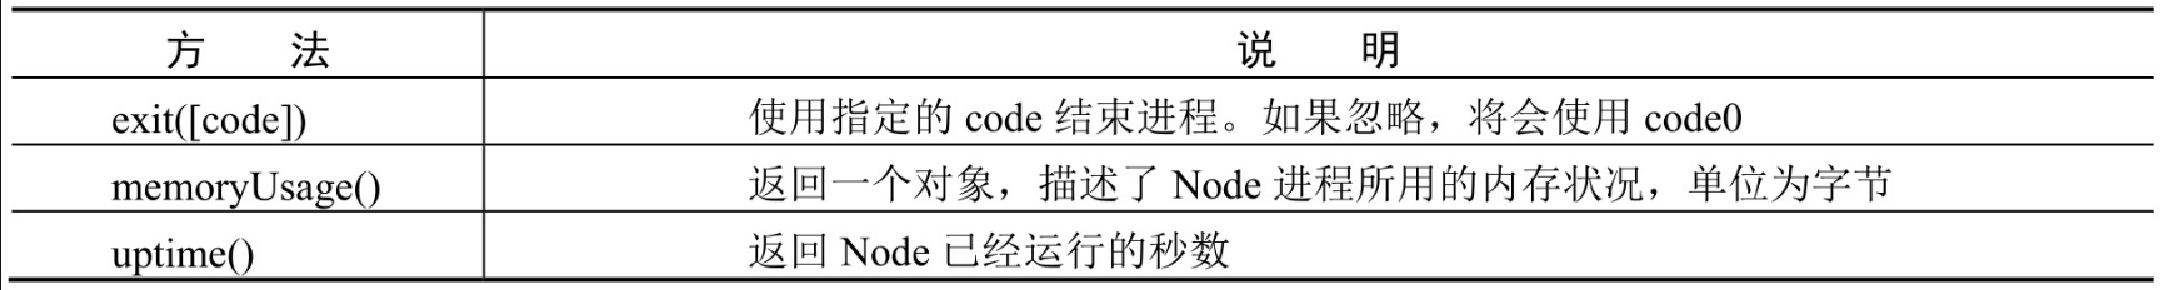 方 法 说 明
exit([code]) 使用指定的 code 结束进程。如果忽略，将会使用 code0
memoryUsage() 返回一个对象，描述了 Node 进程所用的内存状况，单位为字节
uptime() 返回 Node 已经运行的秒数